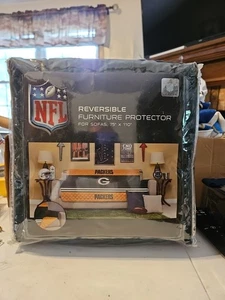 NFL
REVERSIBLE
FURNITURE PROTECTOR
FOR SOFAS, 75" X 110"
PACKERS
G
PACKERS